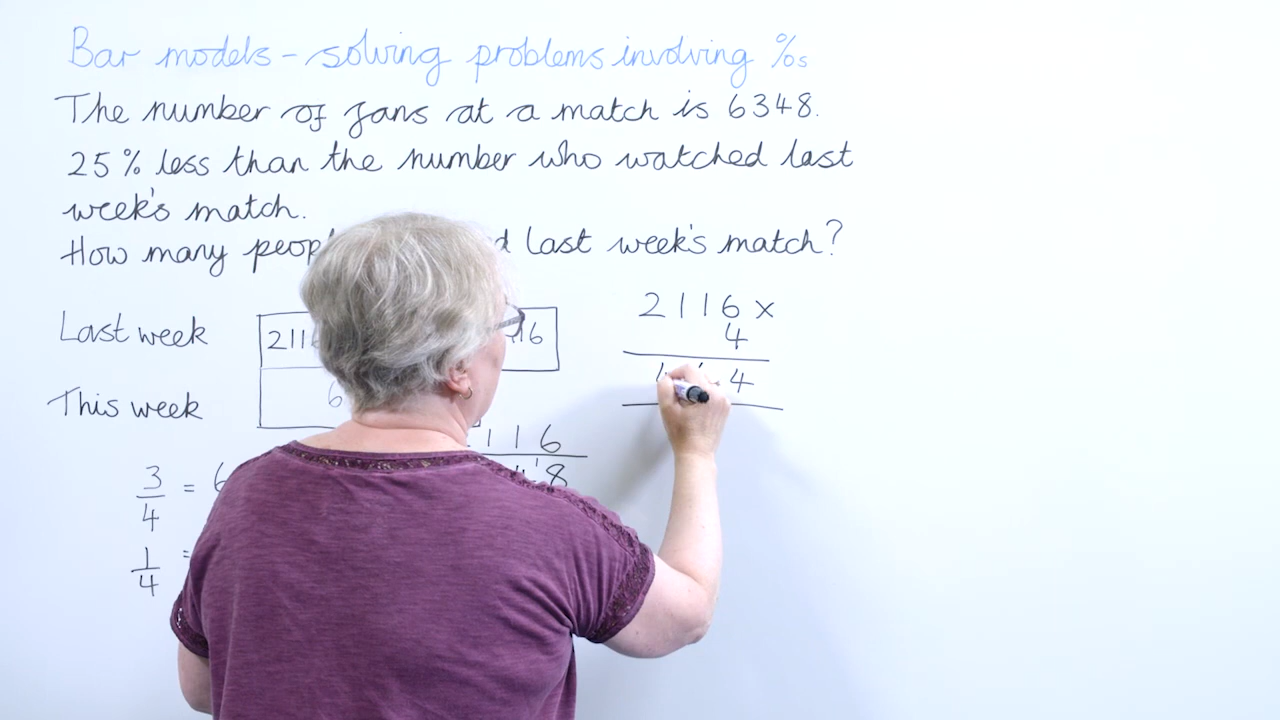 Bar models - solving problems involving %s
The number of fans at a match is 6348.
25% less than the number who watched last
week's match.
How many last week's match?
Last week
211 16
2116 x
4
4
This week
6
3/4 = 6
1/4 =
116
8